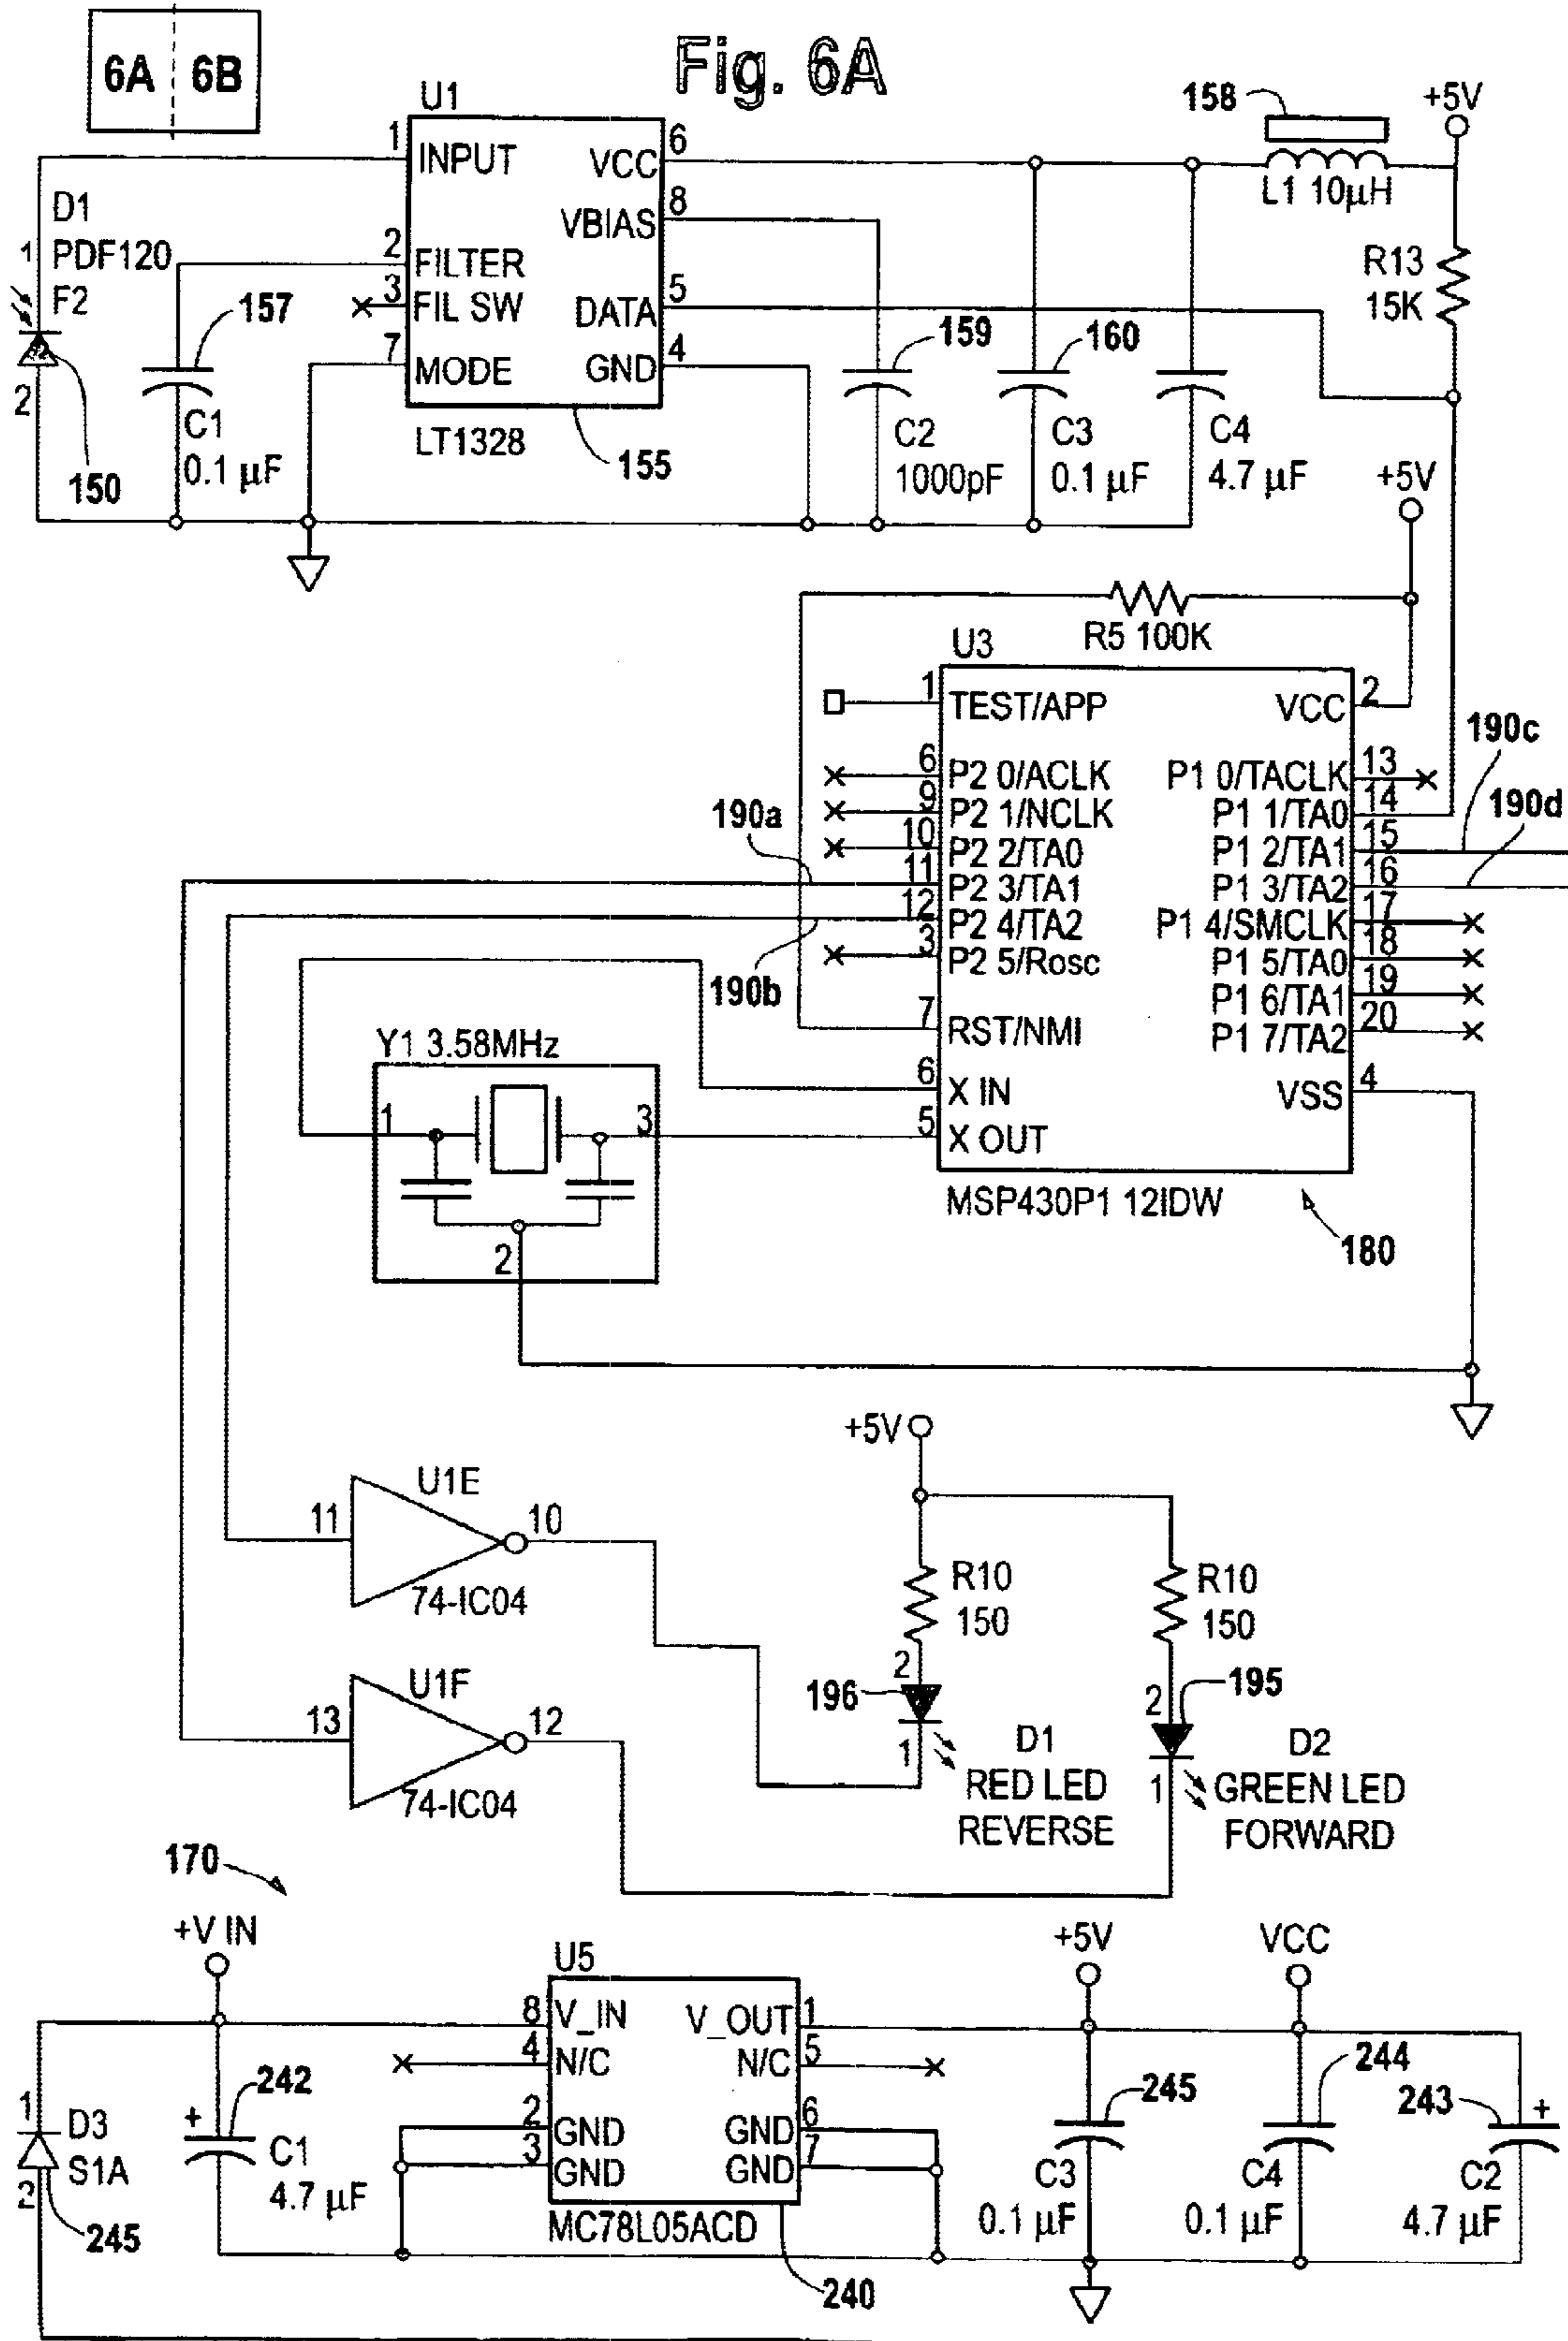 6A 6B
Fig. 6A
U1
1 INPUT
VCC 6
VBIAS 8
2 FILTER
3 FIL SW
DATA 5
7 MODE
GND 4
LT1328
155
D1
1 PDF120
F2
2
150
157
C1
0.1 µF
158
+5V
L1 10µH
R13
15K
159
C2
1000pF
160
C3
0.1 µF
C4
4.7 µF
+5V
R5 100K
U3
1 TEST/APP
VCC 2
6 P2 0/ACLK
P1 0/TACLK 13
9 P2 1/NCLK
P1 1/TA0 14
10 P2 2/TA0
P1 2/TA1 15
11 P2 3/TA1
P1 3/TA2 16
12 P2 4/TA2
P1 4/SMCLK 17
3 P2 5/Rosc
P1 5/TA0 18
P1 6/TA1 19
7 RST/NMI
P1 7/TA2 20
6 X IN
VSS 4
5 X OUT
MSP430P1 12IDW
180
190a
190b
190c
190d
Y1 3.58MHz
1 3
2
+5V
U1E
11 10
74-IC04
R10
150
R10
150
U1F
13 12
74-IC04
2
196
1
D1
RED LED
REVERSE
2
195
1
D2
GREEN LED
FORWARD
170
+V IN
U5
8 V_IN
V_OUT 1
4 N/C
N/C 5
2 GND
GND 6
3 GND
GND 7
MC78L05ACD
240
1
D3
S1A
2
245
242
+
C1
4.7 µF
+5V
VCC
245
C3
0.1 µF
244
C4
0.1 µF
243
+
C2
4.7 µF